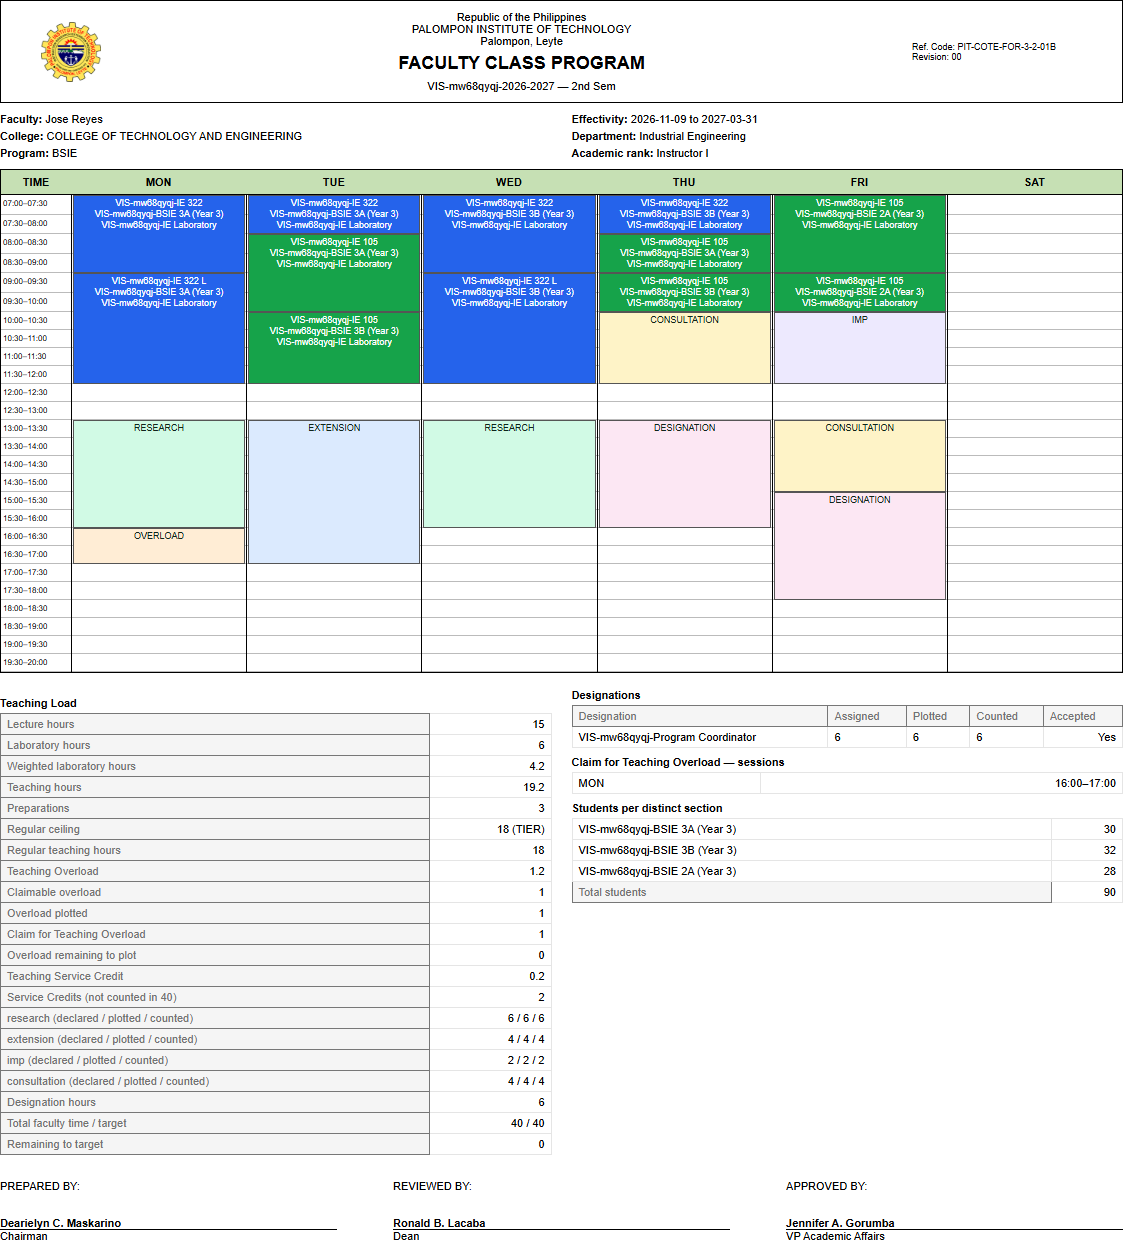 Republic of the Philippines
PALOMPON INSTITUTE OF TECHNOLOGY
Palompon, Leyte
FACULTY CLASS PROGRAM
VIS-mw68qyqj-2026-2027 — 2nd Sem
Ref. Code: PIT-COTE-FOR-3-2-01B
Revision: 00
Faculty: Jose Reyes
College: COLLEGE OF TECHNOLOGY AND ENGINEERING
Program: BSIE
Effectivity: 2026-11-09 to 2027-03-31
Department: Industrial Engineering
Academic rank: Instructor I
TIME MON TUE WED THU FRI SAT
07:00–07:30
07:30–08:00
08:00–08:30
08:30–09:00
09:00–09:30
09:30–10:00
10:00–10:30
10:30–11:00
11:00–11:30
11:30–12:00
12:00–12:30
12:30–13:00
13:00–13:30
13:30–14:00
14:00–14:30
14:30–15:00
15:00–15:30
15:30–16:00
16:00–16:30
16:30–17:00
17:00–17:30
17:30–18:00
18:00–18:30
18:30–19:00
19:00–19:30
19:30–20:00
VIS-mw68qyqj-IE 322
VIS-mw68qyqj-BSIE 3A (Year 3)
VIS-mw68qyqj-IE Laboratory
VIS-mw68qyqj-IE 322 L
VIS-mw68qyqj-BSIE 3A (Year 3)
VIS-mw68qyqj-IE Laboratory
RESEARCH
OVERLOAD
VIS-mw68qyqj-IE 322
VIS-mw68qyqj-BSIE 3A (Year 3)
VIS-mw68qyqj-IE Laboratory
VIS-mw68qyqj-IE 105
VIS-mw68qyqj-BSIE 3A (Year 3)
VIS-mw68qyqj-IE Laboratory
VIS-mw68qyqj-IE 105
VIS-mw68qyqj-BSIE 3B (Year 3)
VIS-mw68qyqj-IE Laboratory
EXTENSION
VIS-mw68qyqj-IE 322
VIS-mw68qyqj-BSIE 3B (Year 3)
VIS-mw68qyqj-IE Laboratory
VIS-mw68qyqj-IE 322 L
VIS-mw68qyqj-BSIE 3B (Year 3)
VIS-mw68qyqj-IE Laboratory
RESEARCH
VIS-mw68qyqj-IE 322
VIS-mw68qyqj-BSIE 3B (Year 3)
VIS-mw68qyqj-IE Laboratory
VIS-mw68qyqj-IE 105
VIS-mw68qyqj-BSIE 3A (Year 3)
VIS-mw68qyqj-IE Laboratory
VIS-mw68qyqj-IE 105
VIS-mw68qyqj-BSIE 3B (Year 3)
VIS-mw68qyqj-IE Laboratory
CONSULTATION
DESIGNATION
VIS-mw68qyqj-IE 105
VIS-mw68qyqj-BSIE 2A (Year 3)
VIS-mw68qyqj-IE Laboratory
VIS-mw68qyqj-IE 105
VIS-mw68qyqj-BSIE 2A (Year 3)
VIS-mw68qyqj-IE Laboratory
IMP
CONSULTATION
DESIGNATION
Teaching Load
Lecture hours 15
Laboratory hours 6
Weighted laboratory hours 4.2
Teaching hours 19.2
Preparations 3
Regular ceiling 18 (TIER)
Regular teaching hours 18
Teaching Overload 1.2
Claimable overload 1
Overload plotted 1
Claim for Teaching Overload 1
Overload remaining to plot 0
Teaching Service Credit 0.2
Service Credits (not counted in 40) 2
research (declared / plotted / counted) 6 / 6 / 6
extension (declared / plotted / counted) 4 / 4 / 4
imp (declared / plotted / counted) 2 / 2 / 2
consultation (declared / plotted / counted) 4 / 4 / 4
Designation hours 6
Total faculty time / target 40 / 40
Remaining to target 0
Designations
Designation Assigned Plotted Counted Accepted
VIS-mw68qyqj-Program Coordinator 6 6 6 Yes
Claim for Teaching Overload — sessions
MON 16:00–17:00
Students per distinct section
VIS-mw68qyqj-BSIE 3A (Year 3) 30
VIS-mw68qyqj-BSIE 3B (Year 3) 32
VIS-mw68qyqj-BSIE 2A (Year 3) 28
Total students 90
PREPARED BY: REVIEWED BY: APPROVED BY:
Dearielyn C. Maskarino Ronald B. Lacaba Jennifer A. Gorumba
Chairman Dean VP Academic Affairs